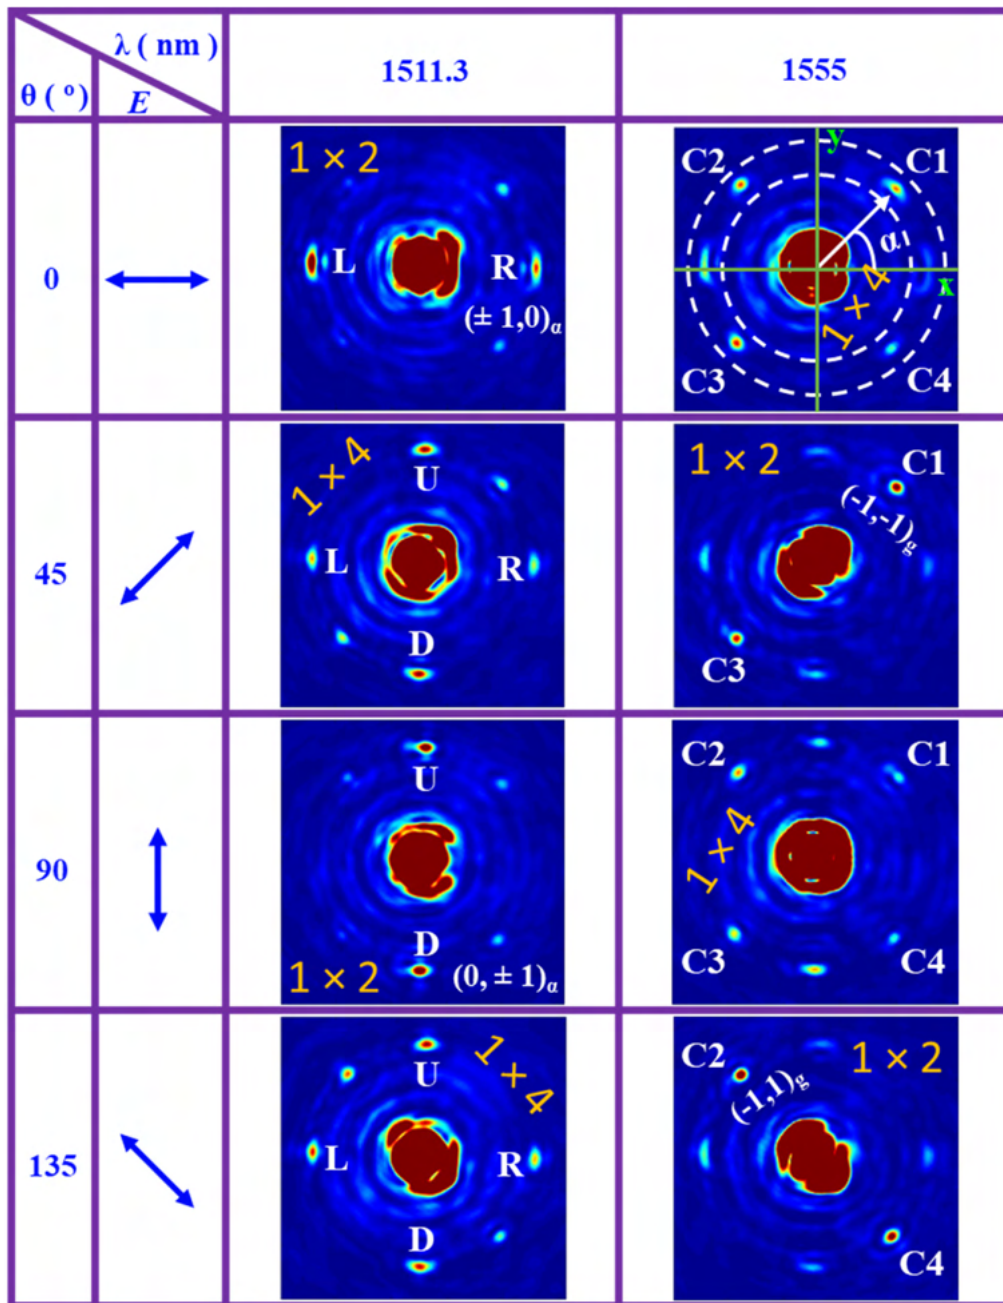 λ ( nm )
θ ( º )
E
1511.3
1555
0
1 × 2
L
R
(± 1,0)α
C2
y
C1
α
x
1 × 4
C3
C4
45
1 × 4
U
L
R
D
1 × 2
C1
(-1,-1)g
C3
90
U
D
1 × 2
(0, ± 1)α
C2
C1
1 × 4
C3
C4
135
U
1 × 4
L
R
D
C2
1 × 2
(-1,1)g
C4